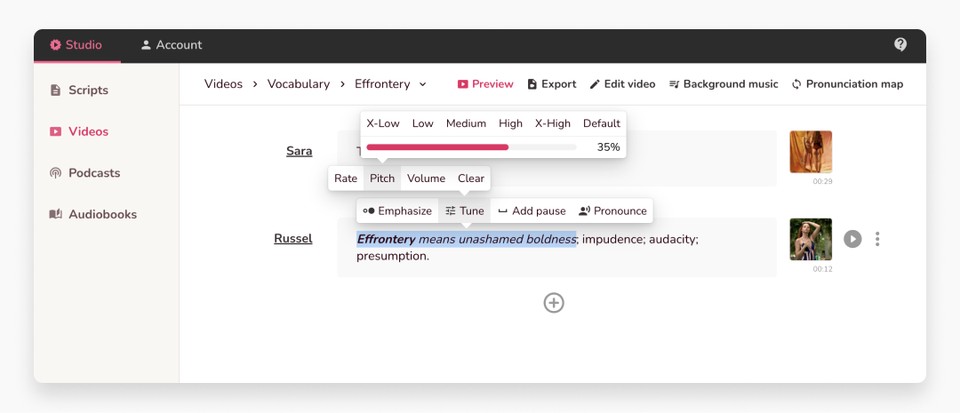 Studio Account
Scripts
Videos
Podcasts
Audiobooks
Videos > Vocabulary > Effrontery
Preview Export Edit video Background music Pronunciation map
X-Low Low Medium High X-High Default
35%
Sara
00:29
Rate Pitch Volume Clear
Emphasize Tune Add pause Pronounce
Russel
Effrontery means unashamed boldness; impudence; audacity;
presumption.
00:12